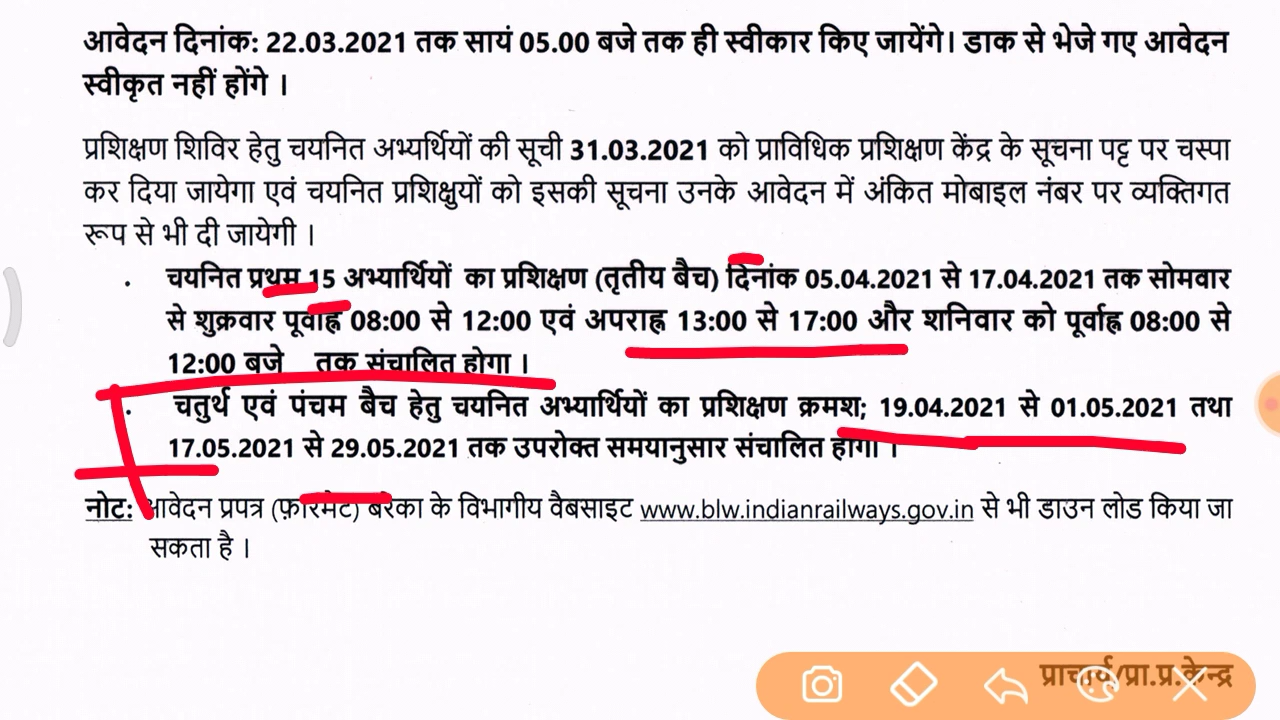 आवेदन दिनांक: 22.03.2021 तक सायं 05.00 बजे तक ही स्वीकार किए जायेंगे। डाक से भेजे गए आवेदन
स्वीकृत नहीं होंगे ।
प्रशिक्षण शिविर हेतु चयनित अभ्यर्थियों की सूची 31.03.2021 को प्राविधिक प्रशिक्षण केंद्र के सूचना पट्ट पर चस्पा
कर दिया जायेगा एवं चयनित प्रशिक्षुयों को इसकी सूचना उनके आवेदन में अंकित मोबाइल नंबर पर व्यक्तिगत
रूप से भी दी जायेगी ।
. चयनित प्रथम 15 अभ्यार्थियों का प्रशिक्षण (तृतीय बैच) दिनांक 05.04.2021 से 17.04.2021 तक सोमवार
से शुक्रवार पूर्वाह्न 08:00 से 12:00 एवं अपराह्न 13:00 से 17:00 और शनिवार को पूर्वाह्न 08:00 से
12:00 बजे तक संचालित होगा ।
. चतुर्थ एवं पंचम बैच हेतु चयनित अभ्यार्थियों का प्रशिक्षण क्रमश; 19.04.2021 से 01.05.2021 तथा
17.05.2021 से 29.05.2021 तक उपरोक्त समयानुसार संचालित होगा ।
नोट: आवेदन प्रपत्र (फ़ारमेट) बरेका के विभागीय वैबसाइट www.blw.indianrailways.gov.in से भी डाउन लोड किया जा
सकता है ।
प्राचार्य/प्रा.प्र.केन्द्र